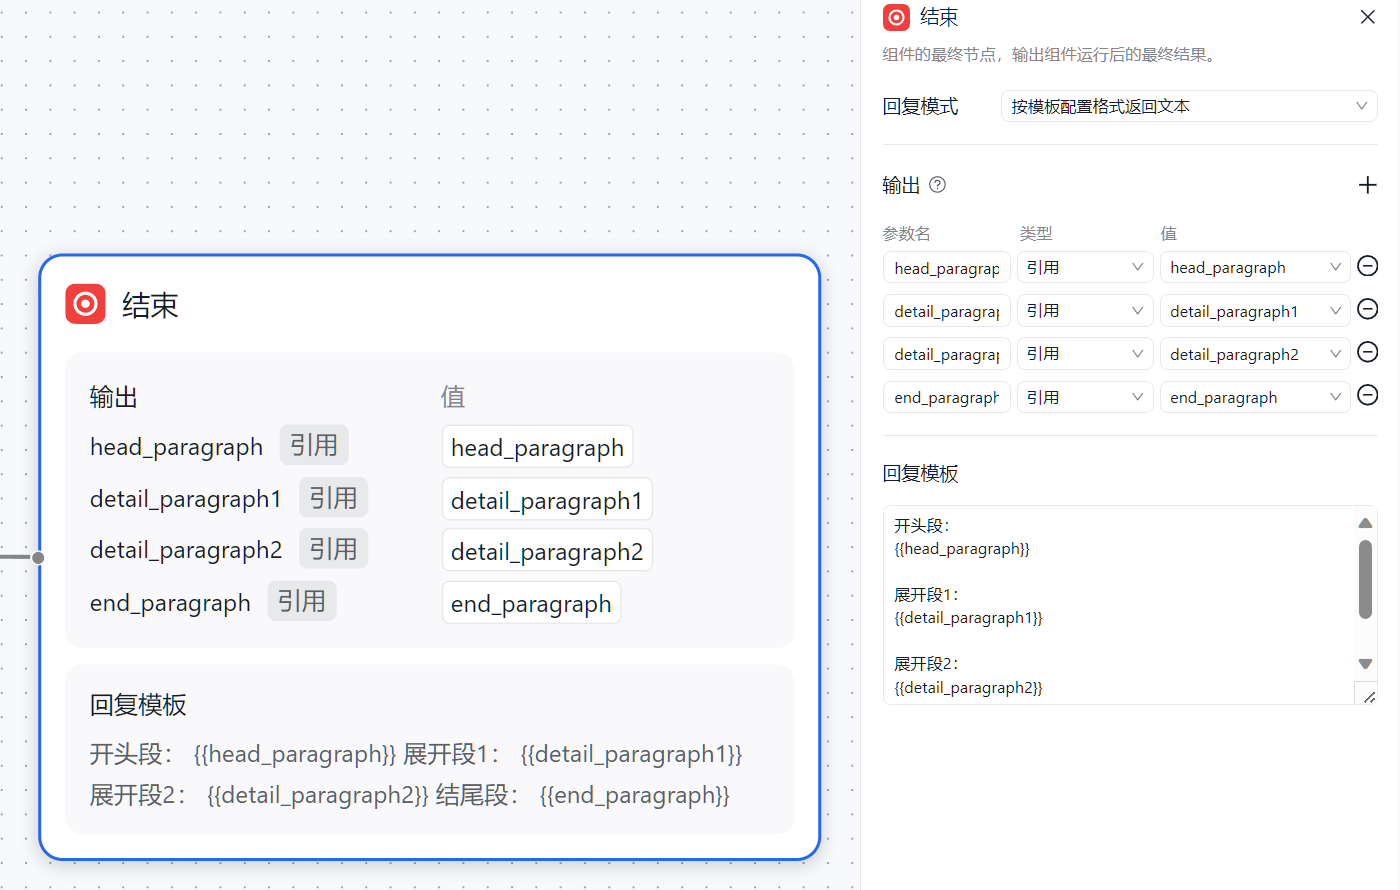 结束
输出 值
head_paragraph 引用 head_paragraph
detail_paragraph1 引用 detail_paragraph1
detail_paragraph2 引用 detail_paragraph2
end_paragraph 引用 end_paragraph
回复模板
开头段： {{head_paragraph}} 展开段1： {{detail_paragraph1}}
展开段2： {{detail_paragraph2}} 结尾段： {{end_paragraph}}
结束
组件的最终节点，输出组件运行后的最终结果。
回复模式 按模板配置格式返回文本
输出
参数名 类型 值
head_paragrap 引用 head_paragraph
detail_paragrap 引用 detail_paragraph1
detail_paragrap 引用 detail_paragraph2
end_paragraph 引用 end_paragraph
回复模板
开头段：
{{head_paragraph}}
展开段1：
{{detail_paragraph1}}
展开段2：
{{detail_paragraph2}}